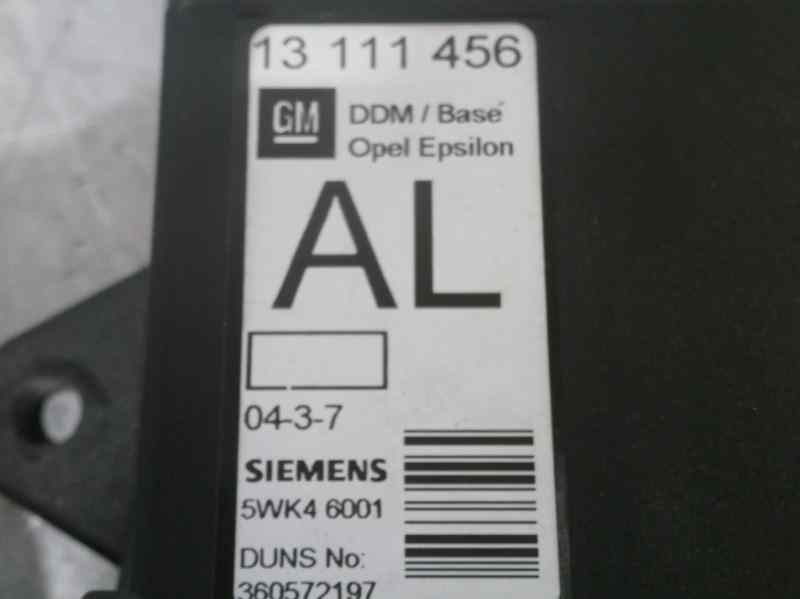 13 111 456
GM
DDM / Base
Opel Epsilon
AL
04-3-7
SIEMENS
5WK4 6001
DUNS No:
360572197